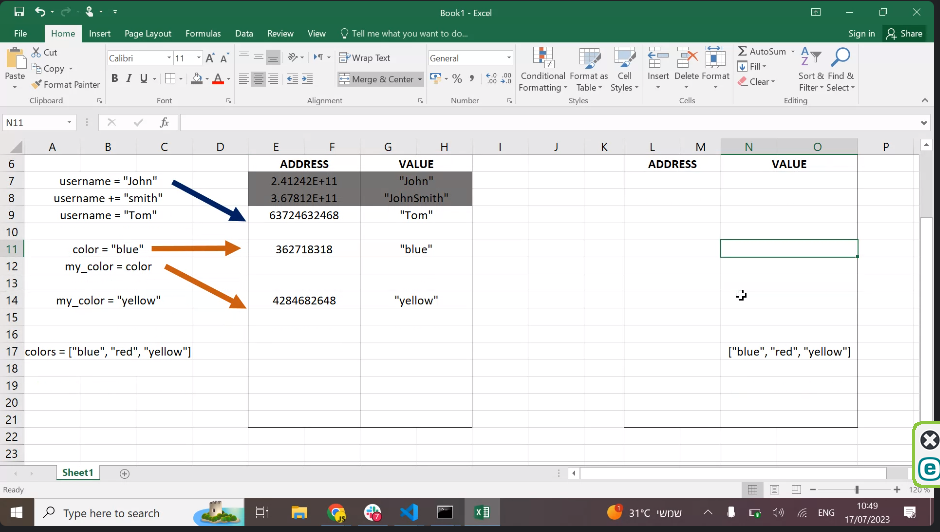 Book1 - Excel
File Home Insert Page Layout Formulas Data Review View Tell me what you want to do... Sign in Share
Paste
Cut
Copy
Format Painter
Clipboard
Calibri 11
B I U
Font
Wrap Text
Merge & Center
Alignment
General
Number
Conditional Formatting
Format as Table
Cell Styles
Styles
Insert Delete Format
Cells
AutoSum
Fill
Clear
Sort & Filter
Find & Select
Editing
N11
fx
A B C D E F G H I J K L M N O P
6 ADDRESS VALUE ADDRESS VALUE
7 username = "John" 2.41242E+11 "John"
8 username += "smith" 3.67812E+11 "JohnSmith"
9 username = "Tom" 63724632468 "Tom"
10
11 color = "blue" 362718318 "blue"
12 my_color = color
13
14 my_color = "yellow" 4284682648 "yellow"
15
16
17 colors = ["blue", "red", "yellow"] ["blue", "red", "yellow"]
18
19
20
21
22
23
Sheet1
Ready
120 %
Type here to search
31°C שמשי
10:49
17/07/2023